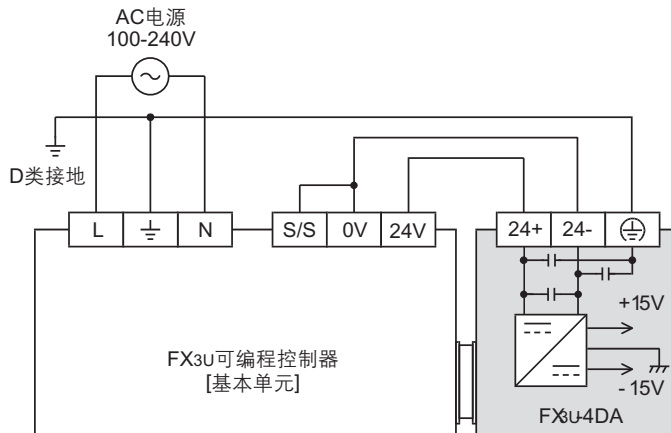 AC电源
100-240V
D类接地
L
N
S/S
0V
24V
24+
24-
+15V
-15V
FX3U可编程控制器
[基本单元]
FX3U-4DA